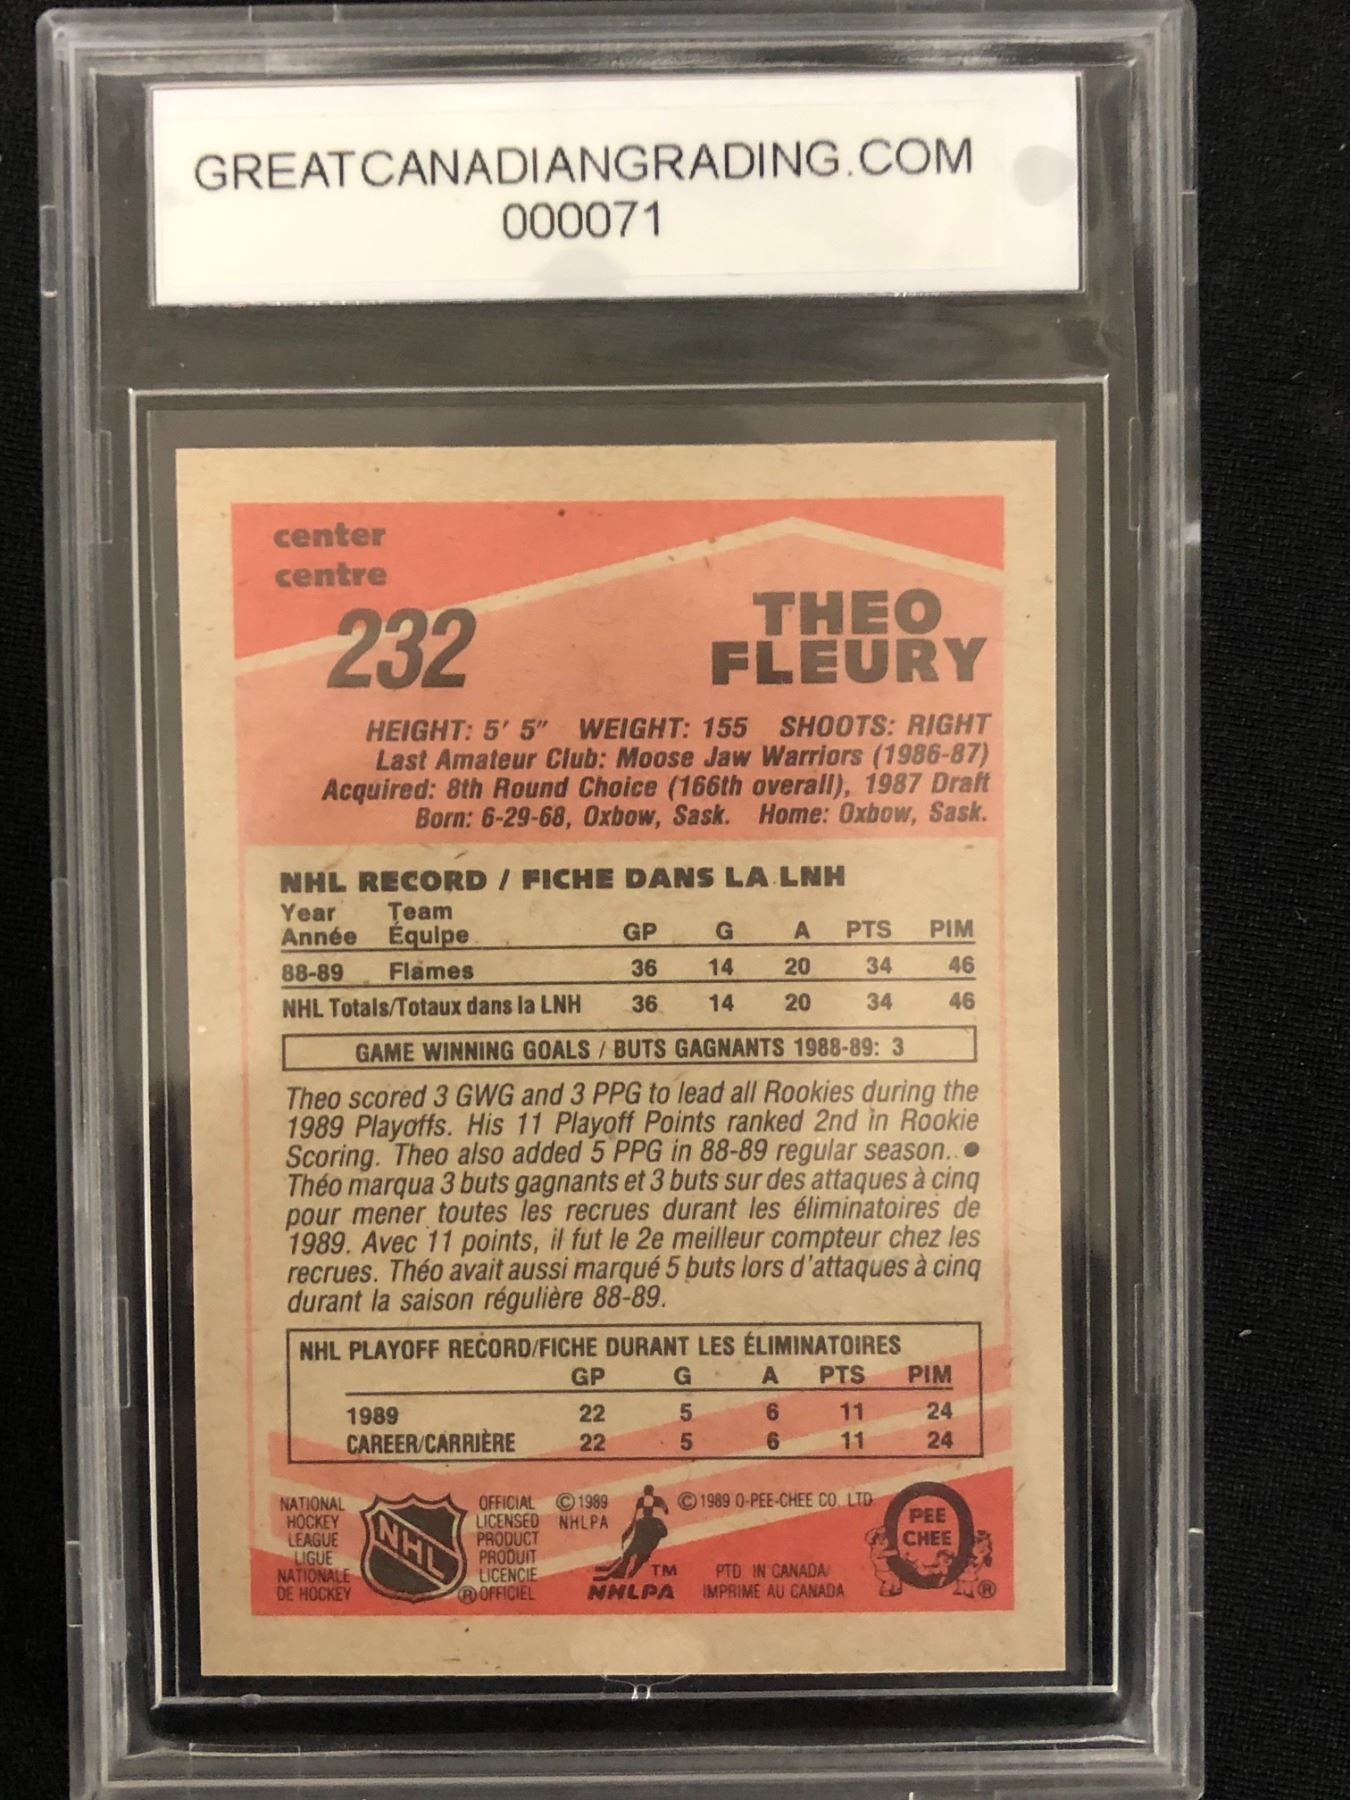 GREATCANADIANGRADING.COM
000071
center
centre
232
THEO
FLEURY
HEIGHT: 5' 5" WEIGHT: 155 SHOOTS: RIGHT
Last Amateur Club: Moose Jaw Warriors (1986-87)
Acquired: 8th Round Choice (166th overall), 1987 Draft
Born: 6-29-68, Oxbow, Sask. Home: Oxbow, Sask.
NHL RECORD / FICHE DANS LA LNH
Year Team
Année Équipe GP G A PTS PIM
88-89 Flames 36 14 20 34 46
NHL Totals/Totaux dans la LNH 36 14 20 34 46
GAME WINNING GOALS / BUTS GAGNANTS 1988-89: 3
Theo scored 3 GWG and 3 PPG to lead all Rookies during the
1989 Playoffs. His 11 Playoff Points ranked 2nd in Rookie
Scoring. Theo also added 5 PPG in 88-89 regular season. •
Théo marqua 3 buts gagnants et 3 buts sur des attaques à cinq
pour mener toutes les recrues durant les éliminatoires de
1989. Avec 11 points, il fut le 2e meilleur compteur chez les
recrues. Théo avait aussi marqué 5 buts lors d'attaques à cinq
durant la saison régulière 88-89.
NHL PLAYOFF RECORD/FICHE DURANT LES ÉLIMINATOIRES
GP G A PTS PIM
1989 22 5 6 11 24
CAREER/CARRIÈRE 22 5 6 11 24
NATIONAL
HOCKEY
LEAGUE
LIGUE
NATIONALE
DE HOCKEY
NHL
OFFICIAL
LICENSED
PRODUCT
PRODUIT
LICENCIE
® OFFICIEL
© 1989
NHLPA
TM
NHLPA
© 1989 O-PEE-CHEE CO. LTD.
PTD. IN CANADA/
IMPRIME AU CANADA
O
PEE
CHEE
®